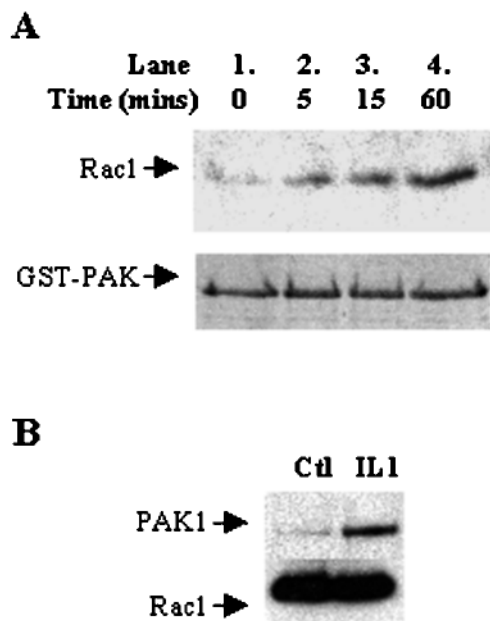 A
Lane 1. 2. 3. 4.
Time (mins) 0 5 15 60
Rac1
GST-PAK
B
Ctl IL1
PAK1
Rac1